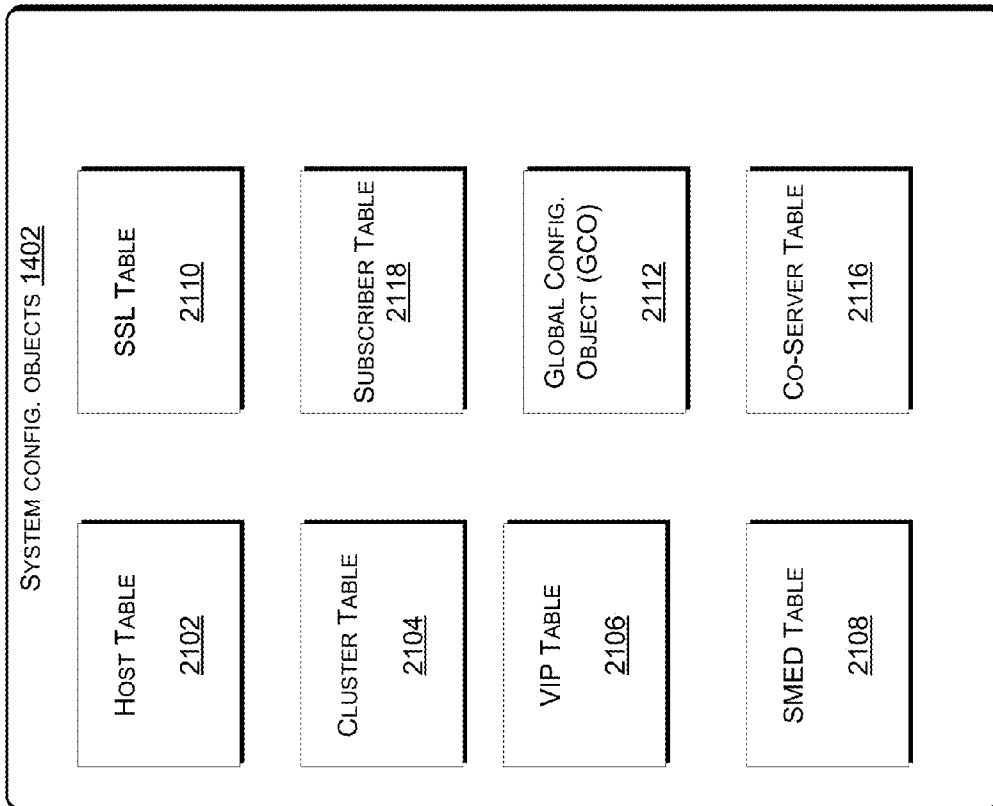 SYSTEM CONFIG. OBJECTS 1402
HOST TABLE
2102
SSL TABLE
2110
CLUSTER TABLE
2104
SUBSCRIBER TABLE
2118
VIP TABLE
2106
GLOBAL CONFIG.
OBJECT (GCO)
2112
SMED TABLE
2108
CO-SERVER TABLE
2116